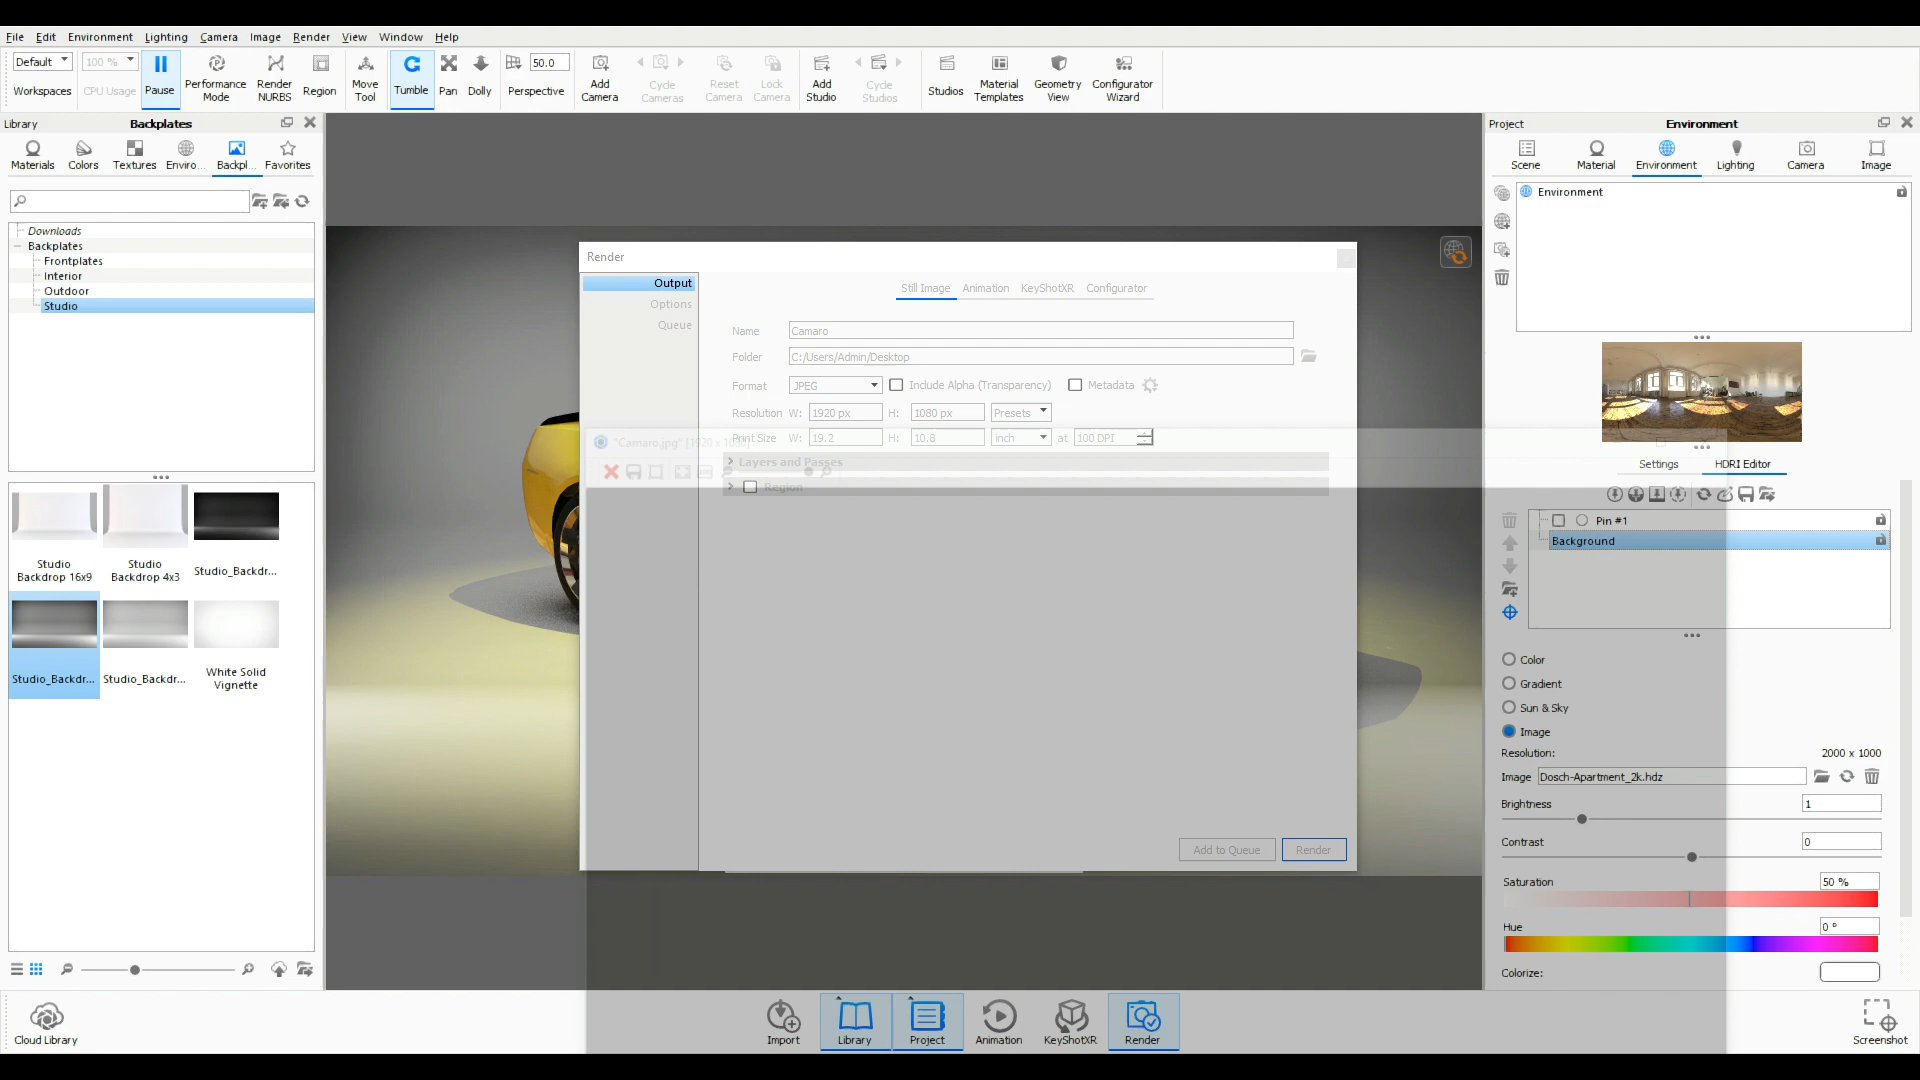 File Edit Environment Lighting Camera Image Render View Window Help
Default 100 % 50.0
Workspaces CPU Usage Pause Performance Mode Render NURBS Region Move Tool Tumble Pan Dolly Perspective Add Camera Cycle Cameras Reset Camera Lock Camera Add Studio Cycle Studios Studios Material Templates Geometry View Configurator Wizard
Library Backplates
Materials Colors Textures Enviro... Backpl... Favorites
Downloads
Backplates
Frontplates
Interior
Outdoor
Studio
Studio Backdrop 16x9
Studio Backdrop 4x3
Studio_Backdr...
Studio_Backdr...
Studio_Backdr...
White Solid Vignette
Cloud Library
Render
Output
Options
Queue
Still Image Animation KeyShotXR Configurator
Name Camaro
Folder C:/Users/Admin/Desktop
Format JPEG Include Alpha (Transparency) Metadata
Resolution W: 1920 px H: 1080 px Presets
Print Size W: 19.2 H: 10.8 inch at 100 DPI
Layers and Passes
Region
Add to Queue Render
Import Library Project Animation KeyShotXR Render
Project Environment
Scene Material Environment Lighting Camera Image
Environment
Settings HDRI Editor
Pin #1
Background
Color
Gradient
Sun & Sky
Image
Resolution: 2000 x 1000
Image Dosch-Apartment_2k.hdz
Brightness 1
Contrast 0
Saturation 50 %
Hue 0 °
Colorize:
Screenshot